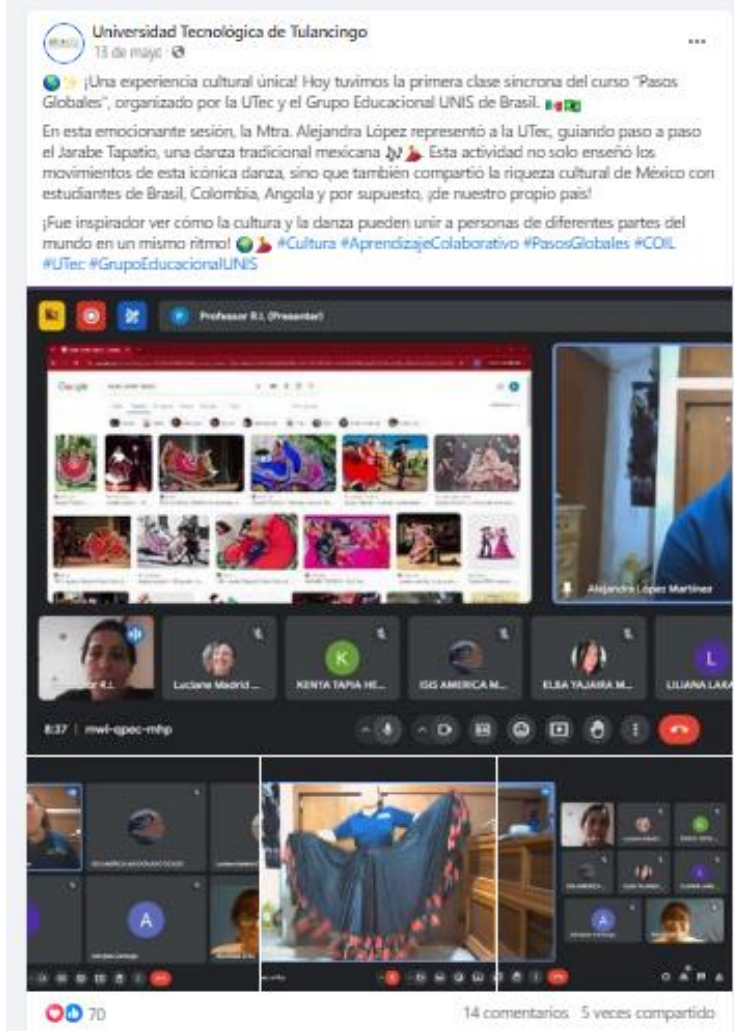 Universidad Tecnológica de Tulancingo
13 de mayo
¡Una experiencia cultural única! Hoy tuvimos la primera clase síncrona del curso "Pasos
Globales", organizado por la UTec y el Grupo Educacional UNIS de Brasil.
En esta emocionante sesión, la Mtra. Alejandra López representó a la UTec, guiando paso a paso
el Jarabe Tapatío, una danza tradicional mexicana Esta actividad no solo enseñó los
movimientos de esta icónica danza, sino que también compartió la riqueza cultural de México con
estudiantes de Brasil, Colombia, Angola y por supuesto, ¡de nuestro propio país!
¡Fue inspirador ver cómo la cultura y la danza pueden unir a personas de diferentes partes del
mundo en un mismo ritmo! #Cultura #AprendizajeColaborativo #PasosGlobales #COIL
#UTec #GrupoEducacionalUNIS
P Professor R.I. (Presenter)
Google
Alejandra López Martínez
R.I.
Luciane Madrid ...
K
KENYA TAPIA HE...
ISIS AMERICA M...
ELBA YAJAIRA M...
L
LILIANA LARA
8:37 | mwl-qpec-mhp
A
A
70
14 comentarios 5 veces compartido